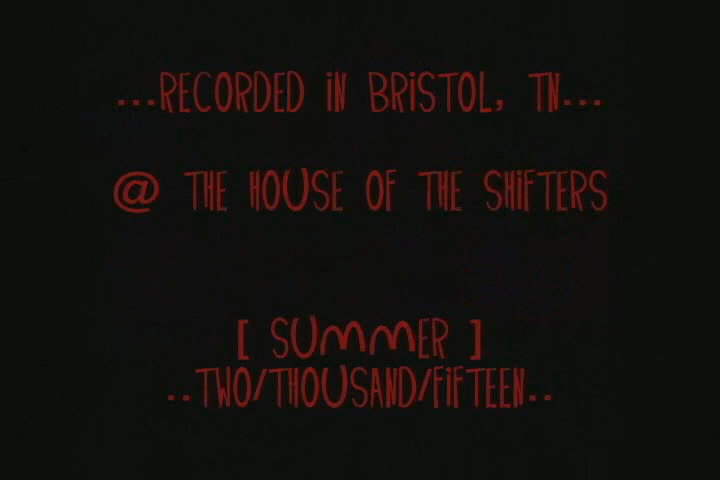 ...RECORDED iN BRiSTOL, TN...
@ THE HOUSE OF THE SHiFTERS
[ SUMMER ]
..TWO/THOUSAND/FiFTEEN..